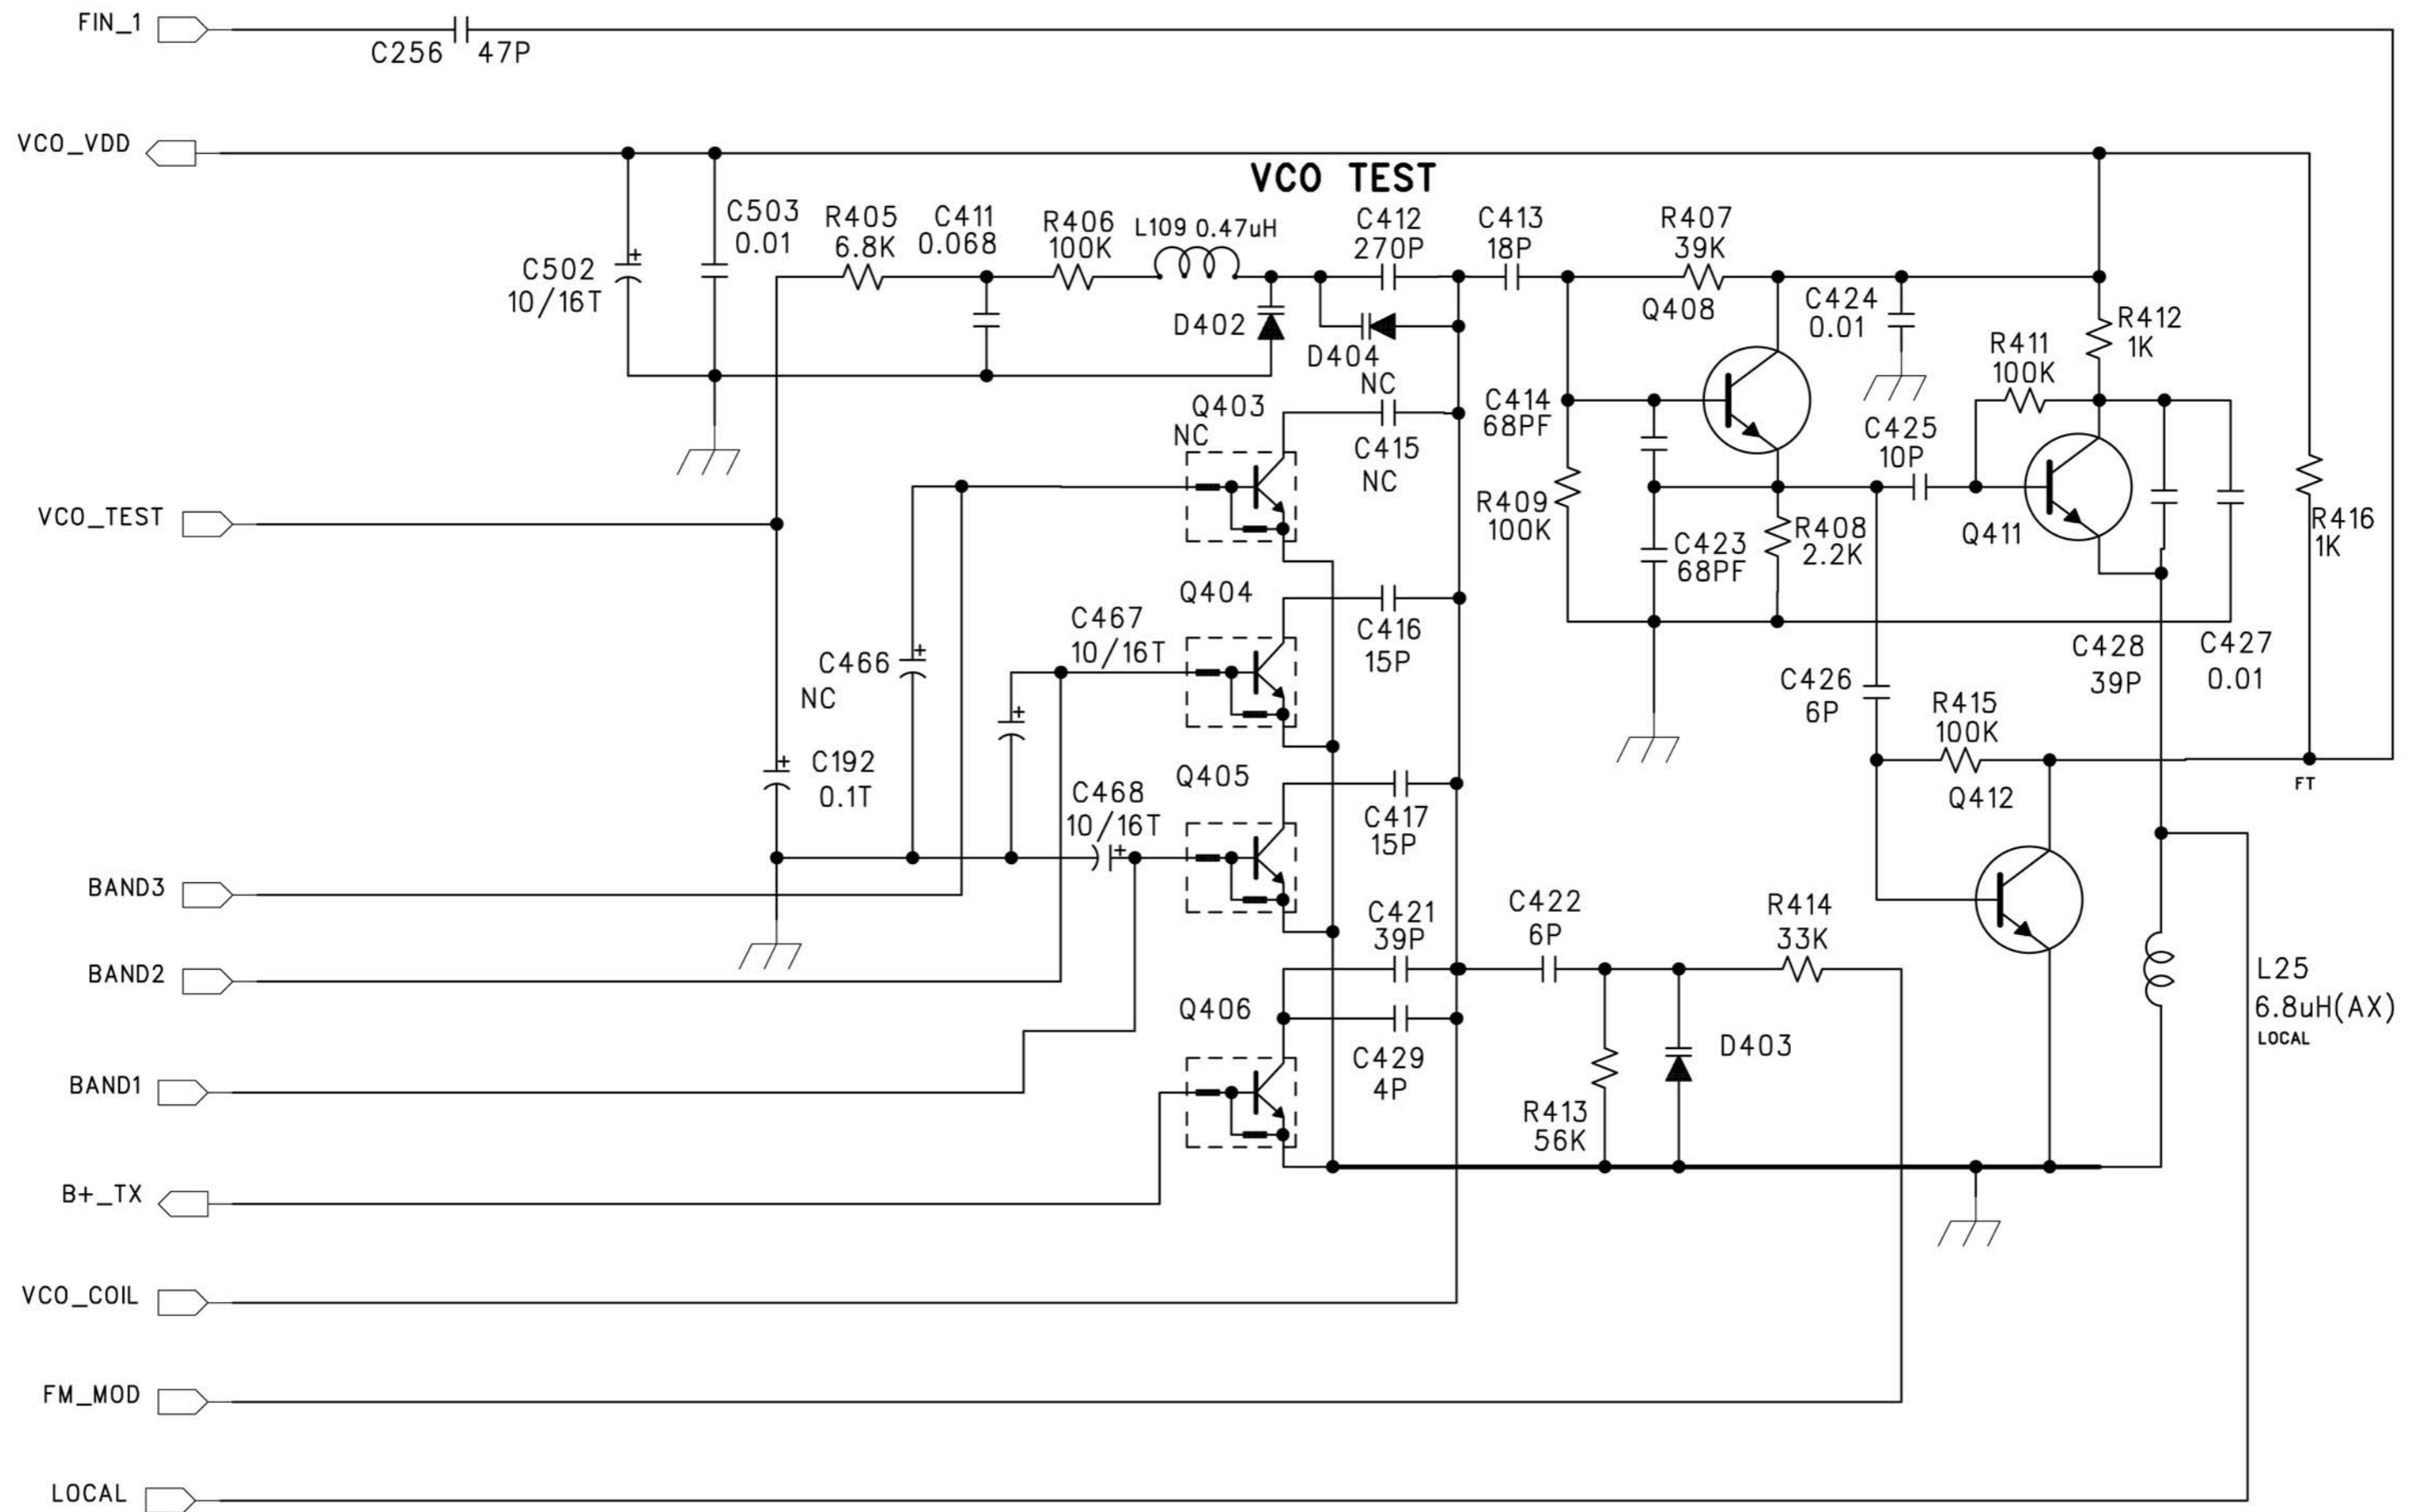 FIN_1
C256 47P
VCO_VDD
VCO TEST
C503
0.01
R405
6.8K
C411
0.068
R406
100K
L109 0.47uH
C412
270P
C413
18P
R407
39K
C502
10/16T
D402
D404
NC
Q408
C424
0.01
R412
1K
R411
100K
Q403
NC
C415
NC
C414
68PF
C425
10P
VCO_TEST
R409
100K
C423
68PF
R408
2.2K
Q411
R416
1K
Q404
C467
10/16T
C416
15P
C466
NC
C428
39P
C427
0.01
C426
6P
R415
100K
C192
0.1T
Q405
C468
10/16T
C417
15P
Q412
FT
BAND3
C421
39P
C422
6P
R414
33K
BAND2
Q406
L25
6.8uH(AX)
LOCAL
C429
4P
D403
BAND1
R413
56K
B+_TX
VCO_COIL
FM_MOD
LOCAL